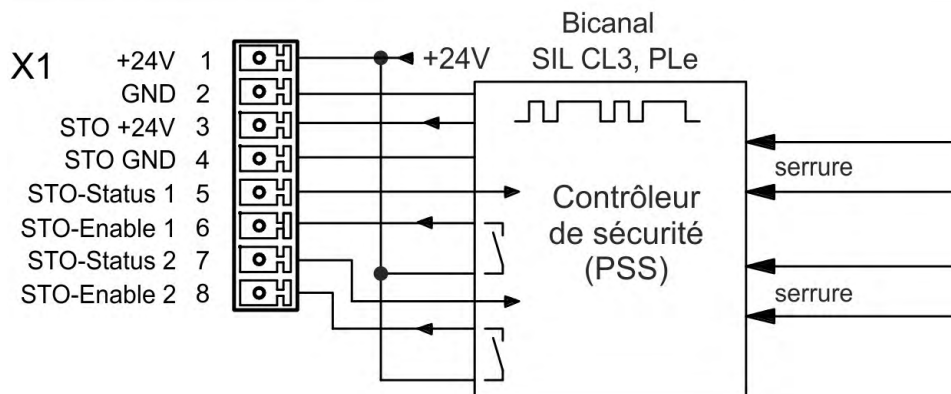 X1
+24V 1
GND 2
STO +24V 3
STO GND 4
STO-Status 1 5
STO-Enable 1 6
STO-Status 2 7
STO-Enable 2 8
+24V
Bicanal
SIL CL3, PLe
Contrôleur
de sécurité
(PSS)
serrure
serrure